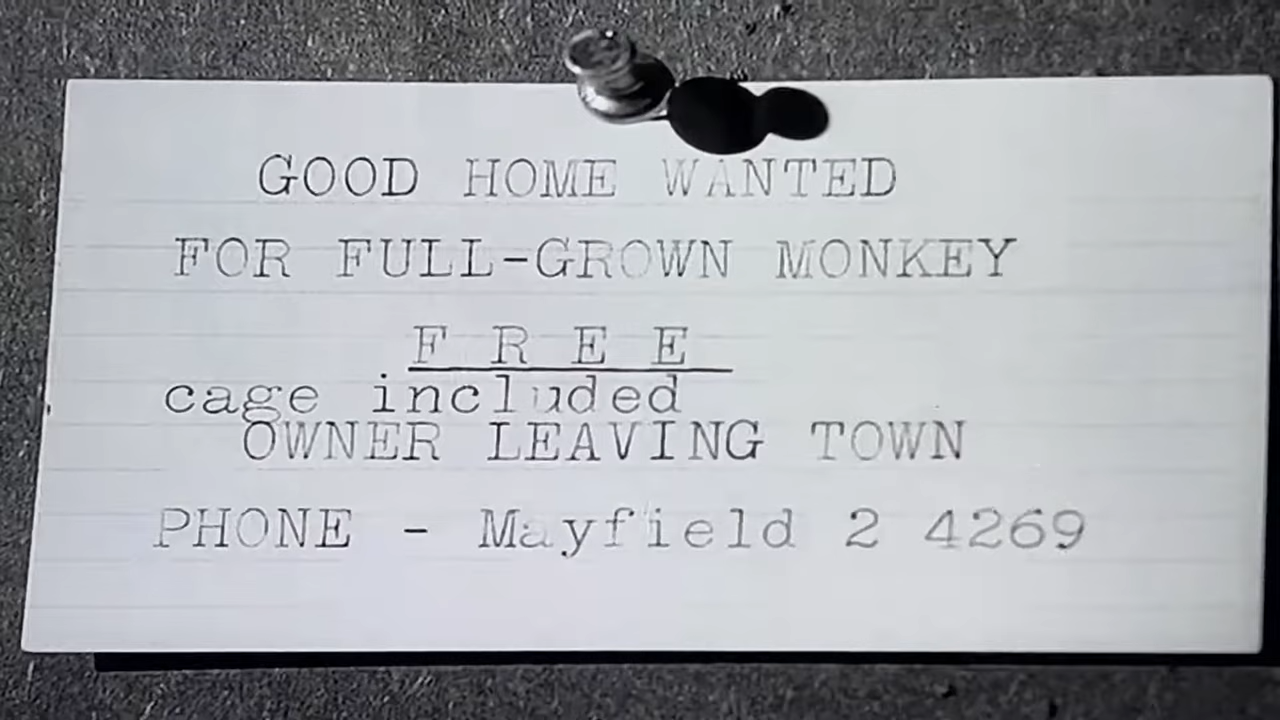 GOOD HOME WANTED
FOR FULL-GROWN MONKEY
F R E E
cage included
OWNER LEAVING TOWN
PHONE - Mayfield 2 4269